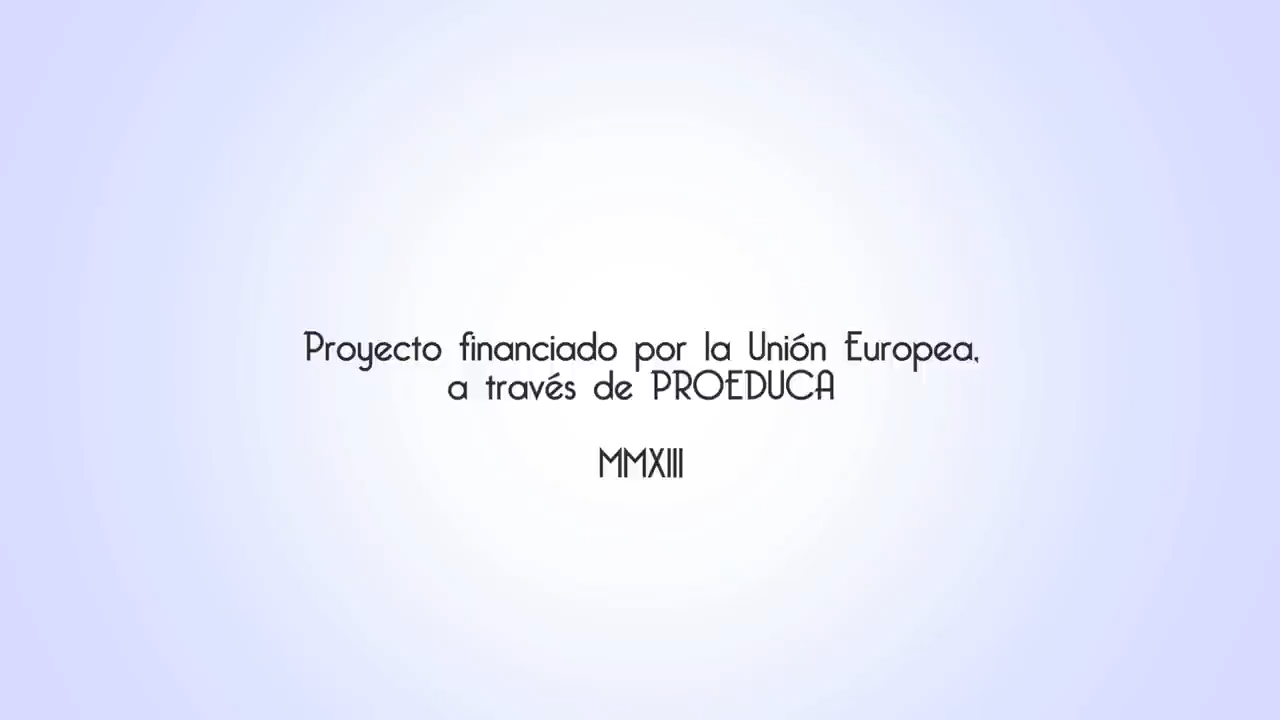 Proyecto financiado por la Unión Europea,
a través de PROEDUCA
MMXIII